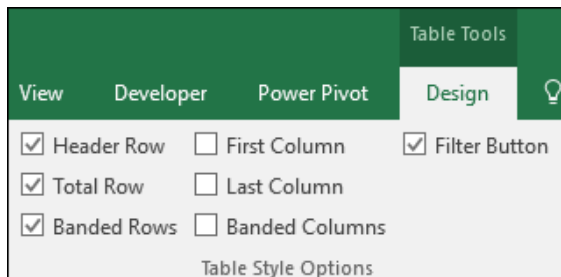 Table Tools
View Developer Power Pivot Design
Header Row First Column Filter Button
Total Row Last Column
Banded Rows Banded Columns
Table Style Options